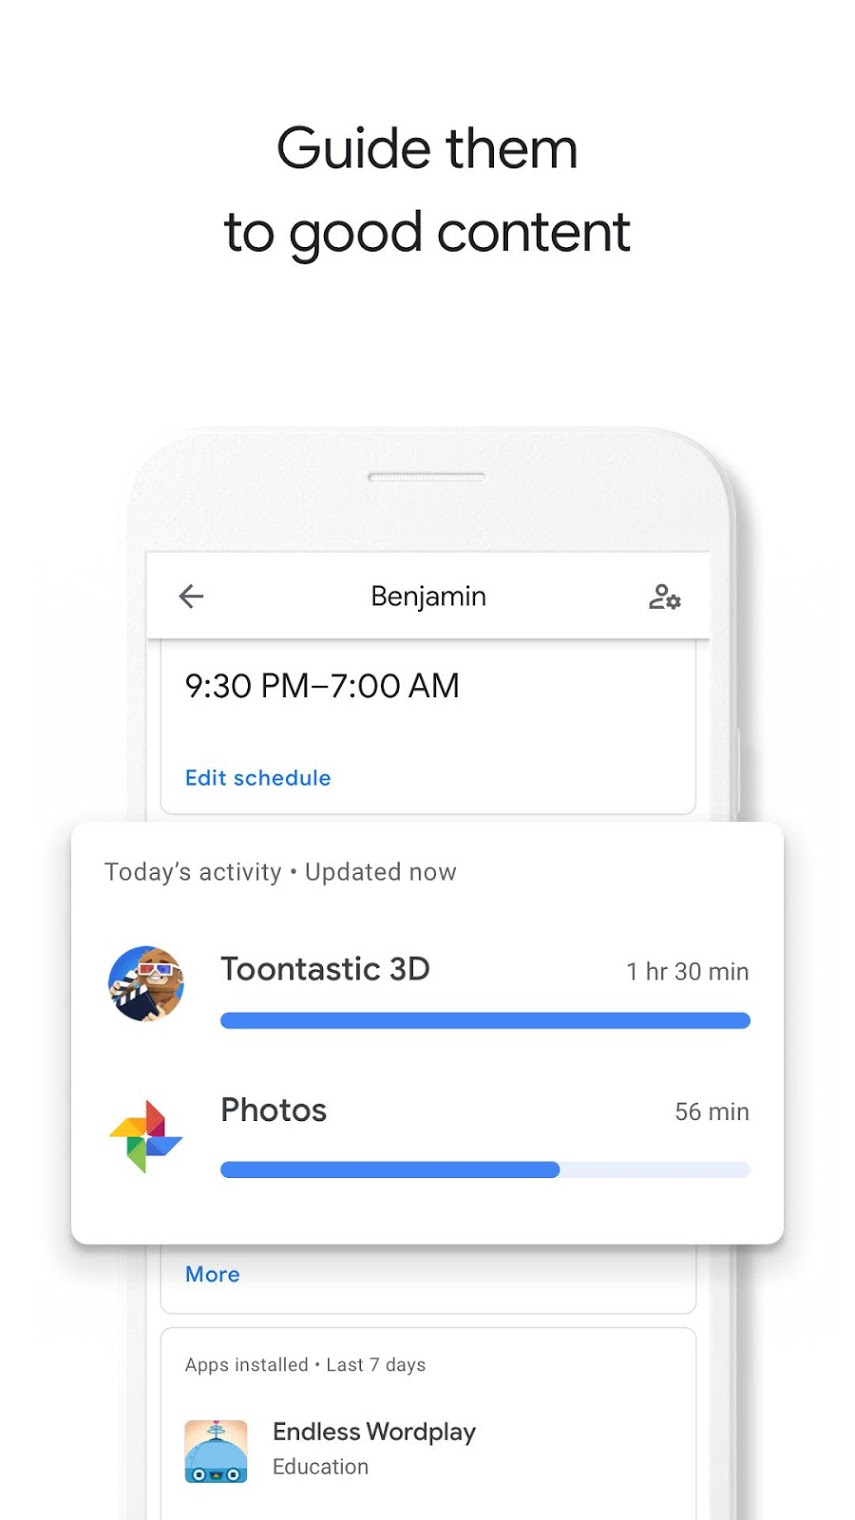 Guide them
to good content
Benjamin
9:30 PM–7:00 AM
Edit schedule
Today's activity • Updated now
Toontastic 3D 1 hr 30 min
Photos 56 min
More
Apps installed • Last 7 days
Endless Wordplay
Education